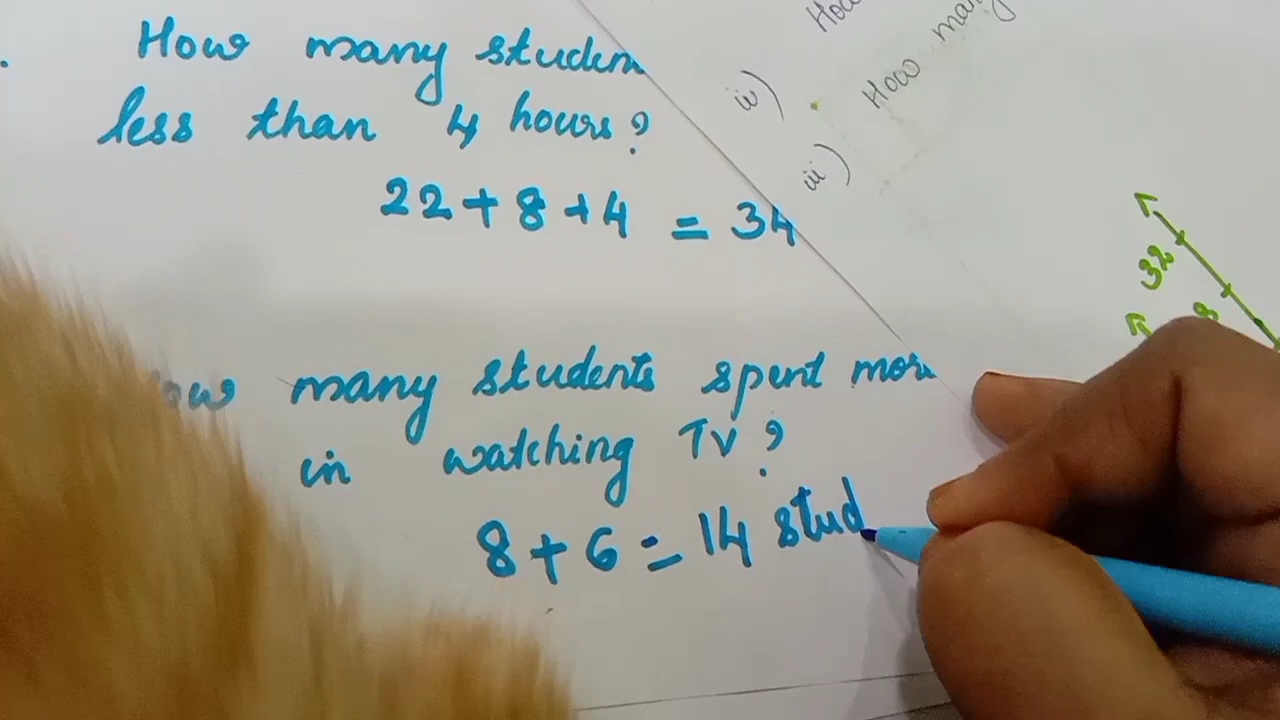 How many studen
less than 4 hours?
22 + 8 + 4 = 34
ow many students spent mor
in watching TV?
8 + 6 = 14 stud
How
ii) How many
iii)
32
8